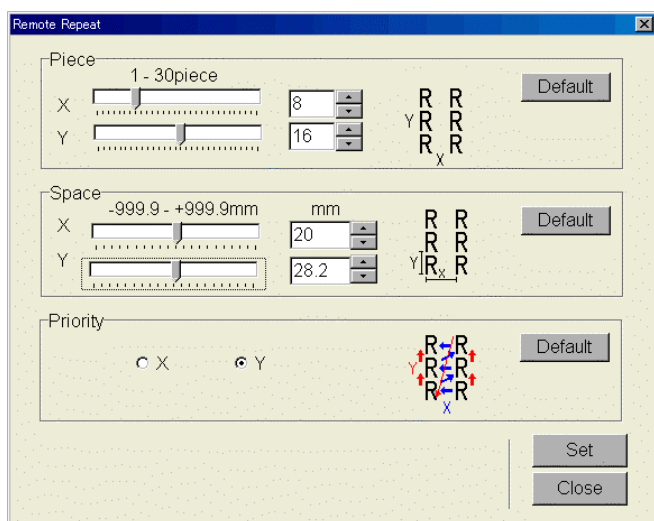 Remote Repeat
Piece
1 - 30piece
X
8
Y
16
R R
Y R R
R R
X
Default
Space
-999.9 - +999.9mm
mm
X
20
Y
28.2
R R
R R
Y R X R
Default
Priority
X
Y
R R
Y R R
R R
X
Default
Set
Close